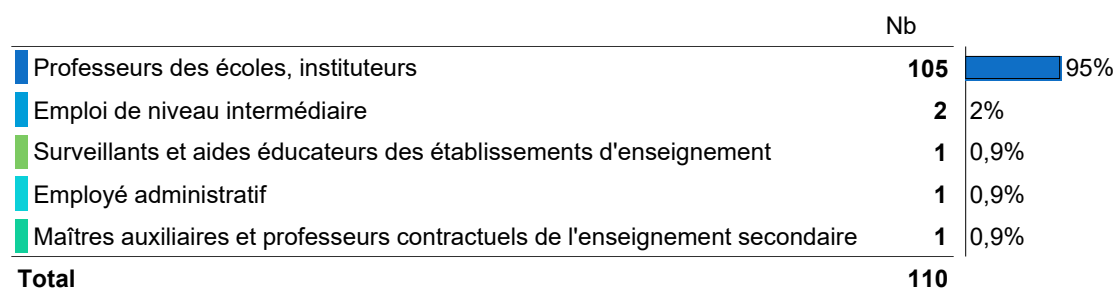 Nb
Professeurs des écoles, instituteurs 105 95%
Emploi de niveau intermédiaire 2 2%
Surveillants et aides éducateurs des établissements d'enseignement 1 0,9%
Employé administratif 1 0,9%
Maîtres auxiliaires et professeurs contractuels de l'enseignement secondaire 1 0,9%
Total 110